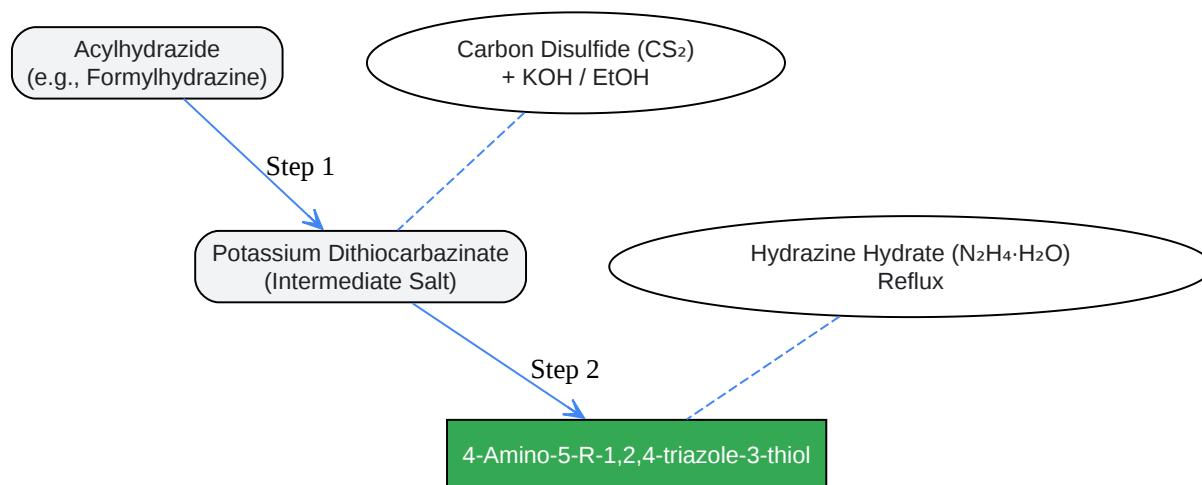 Acylhydrazide
(e.g., Formylhydrazine)
Carbon Disulfide (CS₂)
+ KOH / EtOH
Step 1
Potassium Dithiocarbazinate
(Intermediate Salt)
Hydrazine Hydrate (N₂H₄·H₂O)
Reflux
Step 2
4-Amino-5-R-1,2,4-triazole-3-thiol